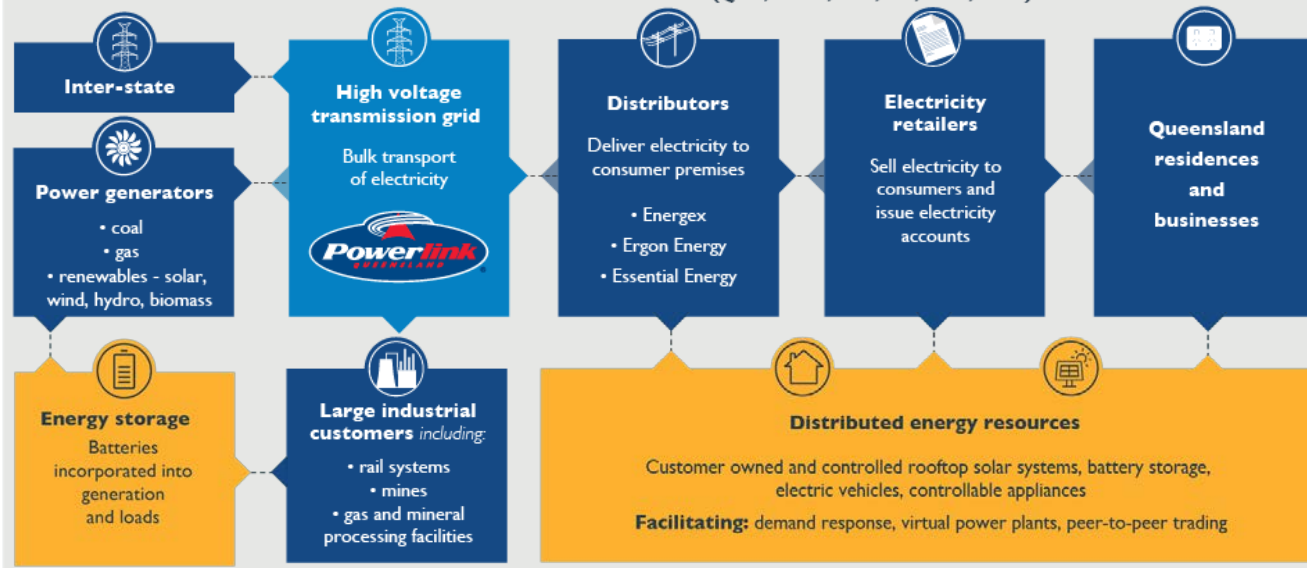 Inter-state
Power generators
• coal
• gas
• renewables - solar,
wind, hydro, biomass
High voltage
transmission grid
Bulk transport
of electricity
Powerlink
QUEENSLAND
Distributors
Deliver electricity to
consumer premises
• Energex
• Ergon Energy
• Essential Energy
Electricity
retailers
Sell electricity to
consumers and
issue electricity
accounts
Queensland
residences
and
businesses
Energy storage
Batteries
incorporated into
generation
and loads
Large industrial
customers including:
• rail systems
• mines
• gas and mineral
processing facilities
Distributed energy resources
Customer owned and controlled rooftop solar systems, battery storage,
electric vehicles, controllable appliances
Facilitating: demand response, virtual power plants, peer-to-peer trading